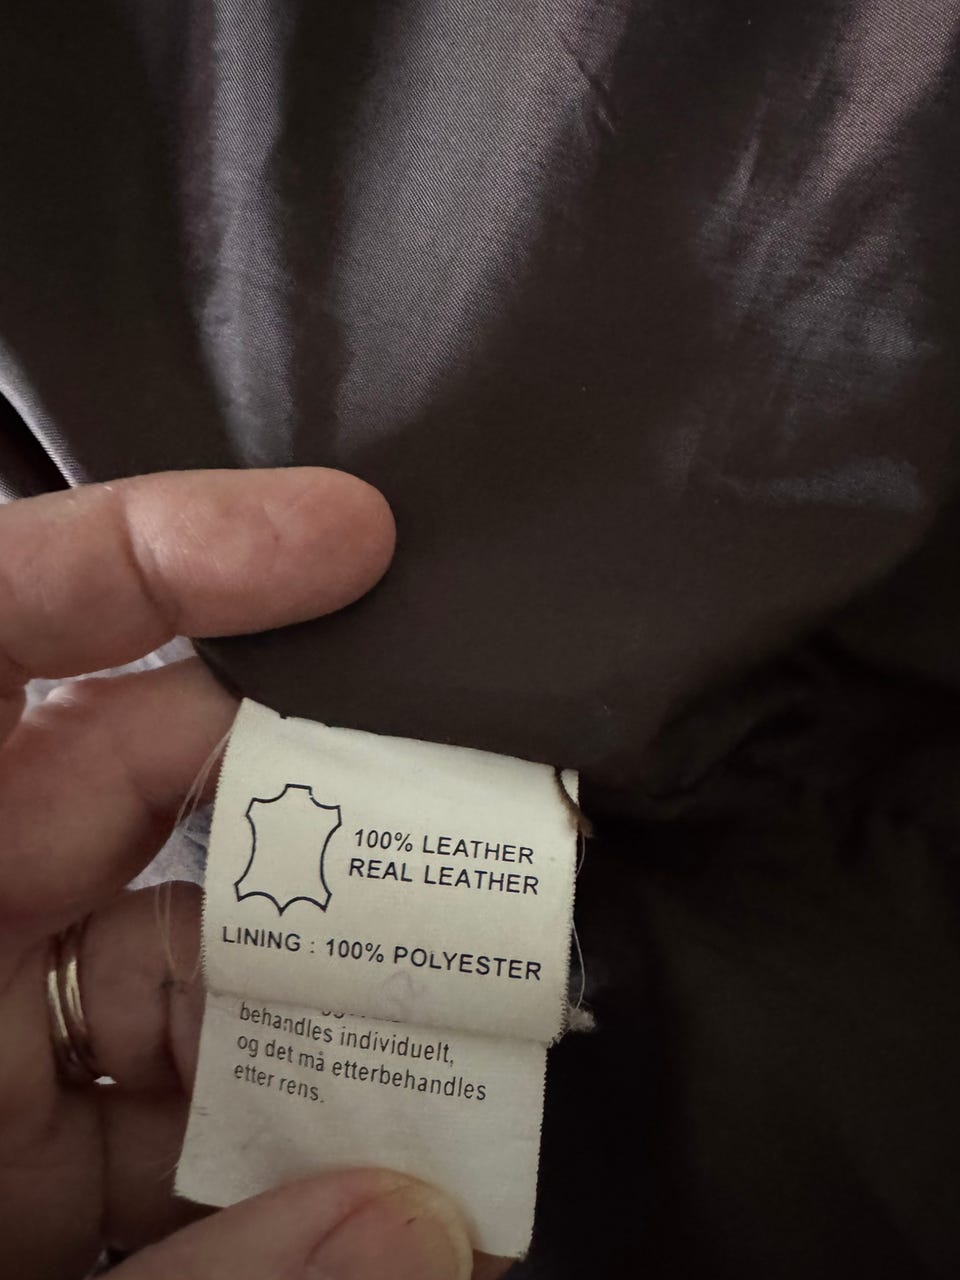 100% LEATHER
REAL LEATHER
LINING : 100% POLYESTER
behandles individuelt,
og det må etterbehandles
etter rens.